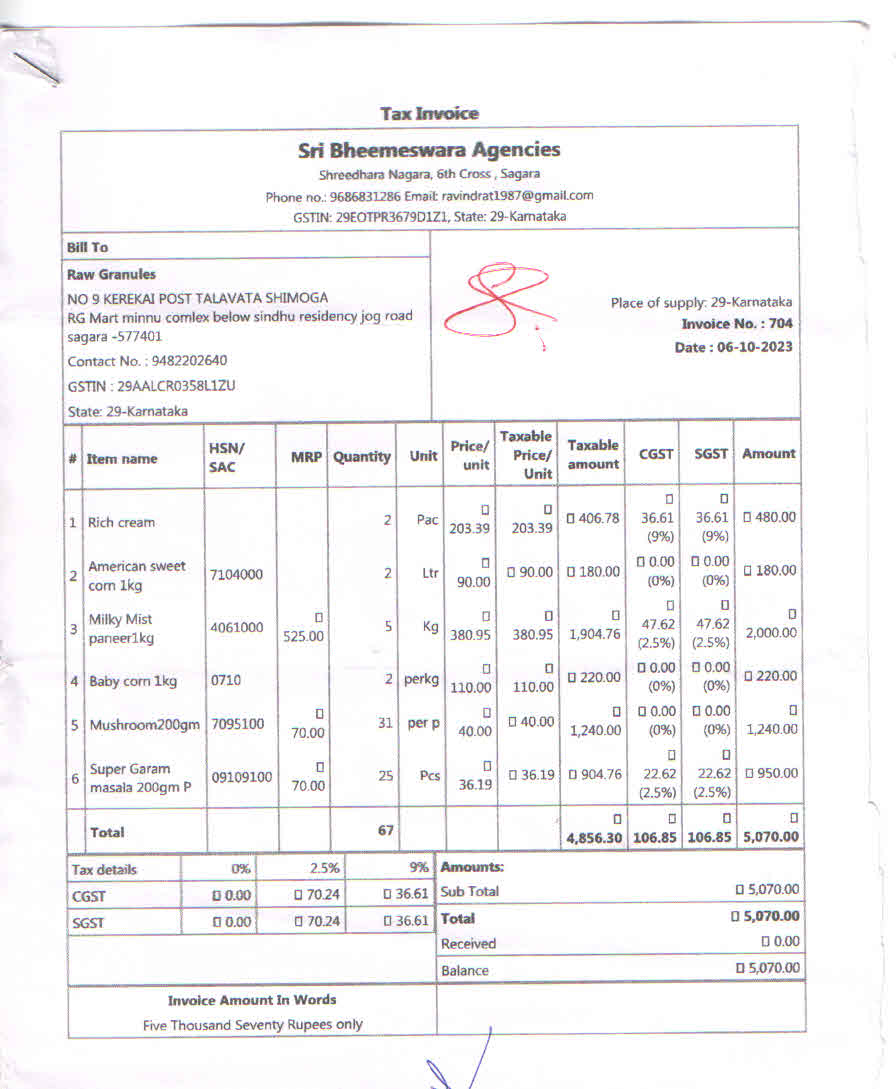 Tax Invoice
Sri Bheemeswara Agencies
Shreedhara Nagara, 6th Cross , Sagara
Phone no.: 9686831286 Email: ravindrat1987@gmail.com
GSTIN: 29EOTPR3679D1Z1, State: 29-Karnataka
Bill To
Raw Granules
NO 9 KEREKAI POST TALAVATA SHIMOGA
RG Mart minnu comlex below sindhu residency jog road
sagara -577401
Contact No. : 9482202640
GSTIN : 29AALCR0358L1ZU
State: 29-Karnataka
Place of supply: 29-Karnataka
Invoice No. : 704
Date : 06-10-2023
# Item name HSN/ SAC MRP Quantity Unit Price/ unit Taxable Price/ Unit Taxable amount CGST SGST Amount
1 Rich cream 2 Pac 203.39 203.39 406.78 36.61 (9%) 36.61 (9%) 480.00
2 American sweet corn 1kg 7104000 2 Ltr 90.00 90.00 180.00 0.00 (0%) 0.00 (0%) 180.00
3 Milky Mist paneer1kg 4061000 525.00 5 Kg 380.95 380.95 1,904.76 47.62 (2.5%) 47.62 (2.5%) 2,000.00
4 Baby corn 1kg 0710 2 perkg 110.00 110.00 220.00 0.00 (0%) 0.00 (0%) 220.00
5 Mushroom200gm 7095100 70.00 31 per p 40.00 40.00 1,240.00 0.00 (0%) 0.00 (0%) 1,240.00
6 Super Garam masala 200gm P 09109100 70.00 25 Pcs 36.19 36.19 904.76 22.62 (2.5%) 22.62 (2.5%) 950.00
Total 67 4,856.30 106.85 106.85 5,070.00
Tax details 0% 2.5% 9%
CGST 0.00 70.24 36.61
SGST 0.00 70.24 36.61
Amounts:
Sub Total 5,070.00
Total 5,070.00
Received 0.00
Balance 5,070.00
Invoice Amount In Words
Five Thousand Seventy Rupees only